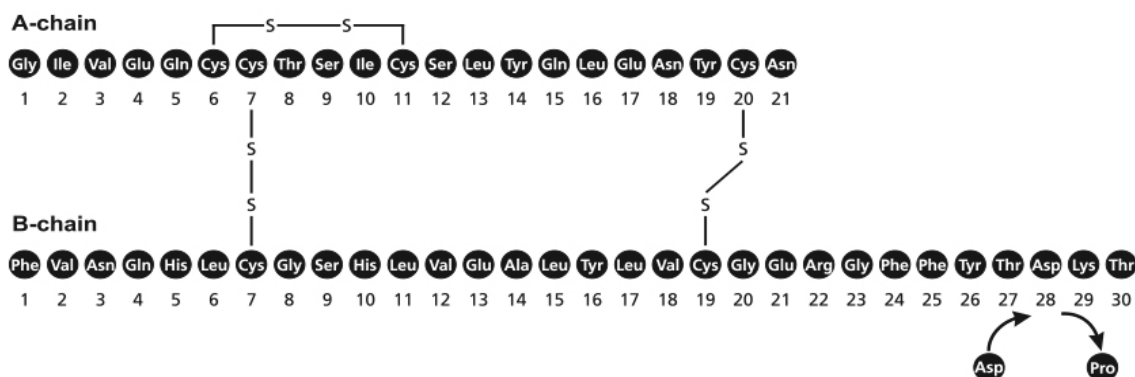 A-chain
S S
Gly Ile Val Glu Gln Cys Cys Thr Ser Ile Cys Ser Leu Tyr Gln Leu Glu Asn Tyr Cys Asn
1 2 3 4 5 6 7 8 9 10 11 12 13 14 15 16 17 18 19 20 21
S S
S S
B-chain
Phe Val Asn Gln His Leu Cys Gly Ser His Leu Val Glu Ala Leu Tyr Leu Val Cys Gly Glu Arg Gly Phe Phe Tyr Thr Asp Lys Thr
1 2 3 4 5 6 7 8 9 10 11 12 13 14 15 16 17 18 19 20 21 22 23 24 25 26 27 28 29 30
Asp Pro